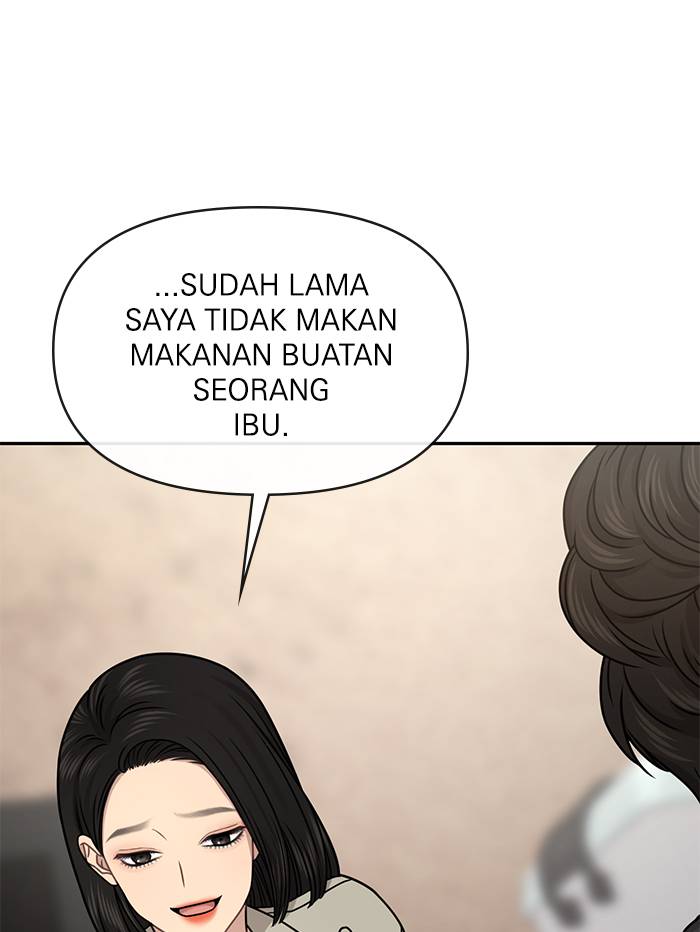 ...SUDAH LAMA
SAYA TIDAK MAKAN
MAKANAN BUATAN
SEORANG
IBU.